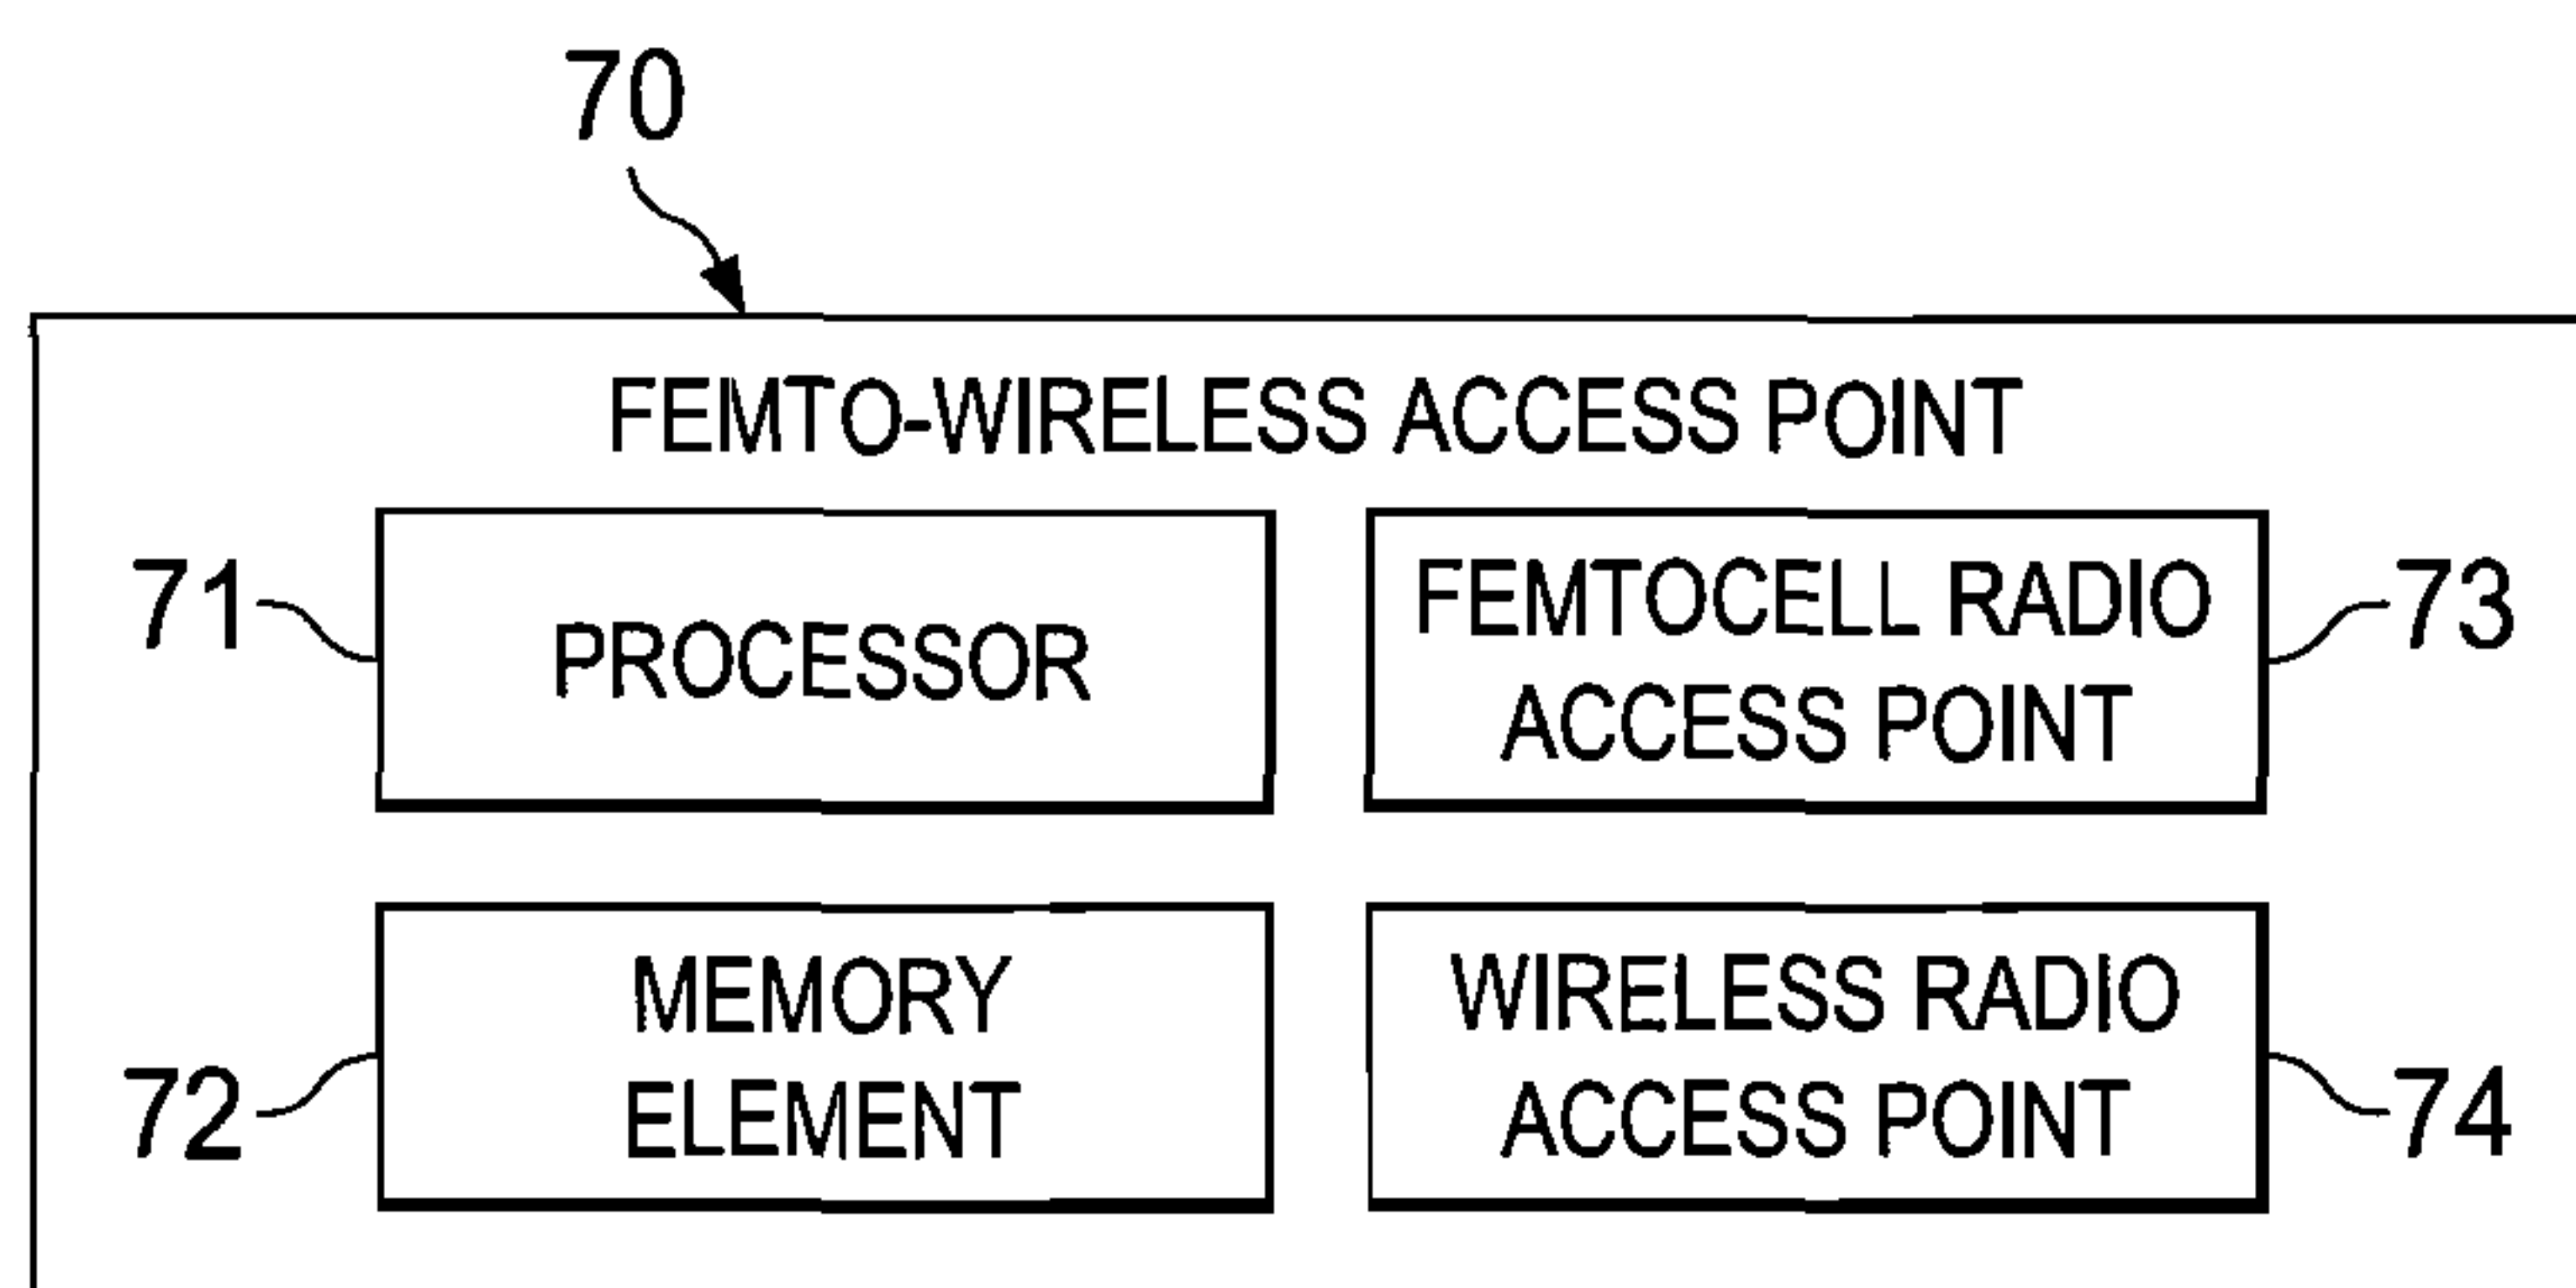 70
FEMTO-WIRELESS ACCESS POINT
71
PROCESSOR
FEMTOCELL RADIO
ACCESS POINT
73
72
MEMORY
ELEMENT
WIRELESS RADIO
ACCESS POINT
74